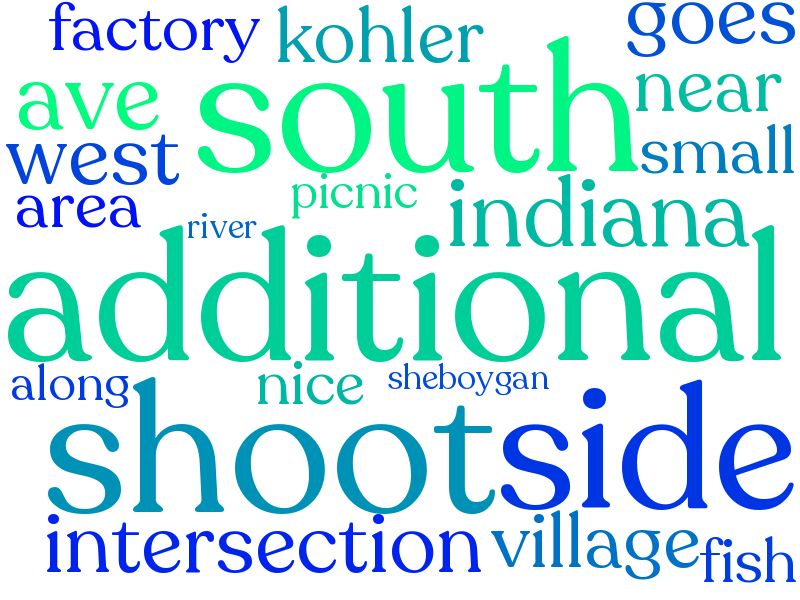 factory kohler goes
ave south near
west small
area picnic indiana
river
additional
along nice sheboygan
shoot side
intersection village fish